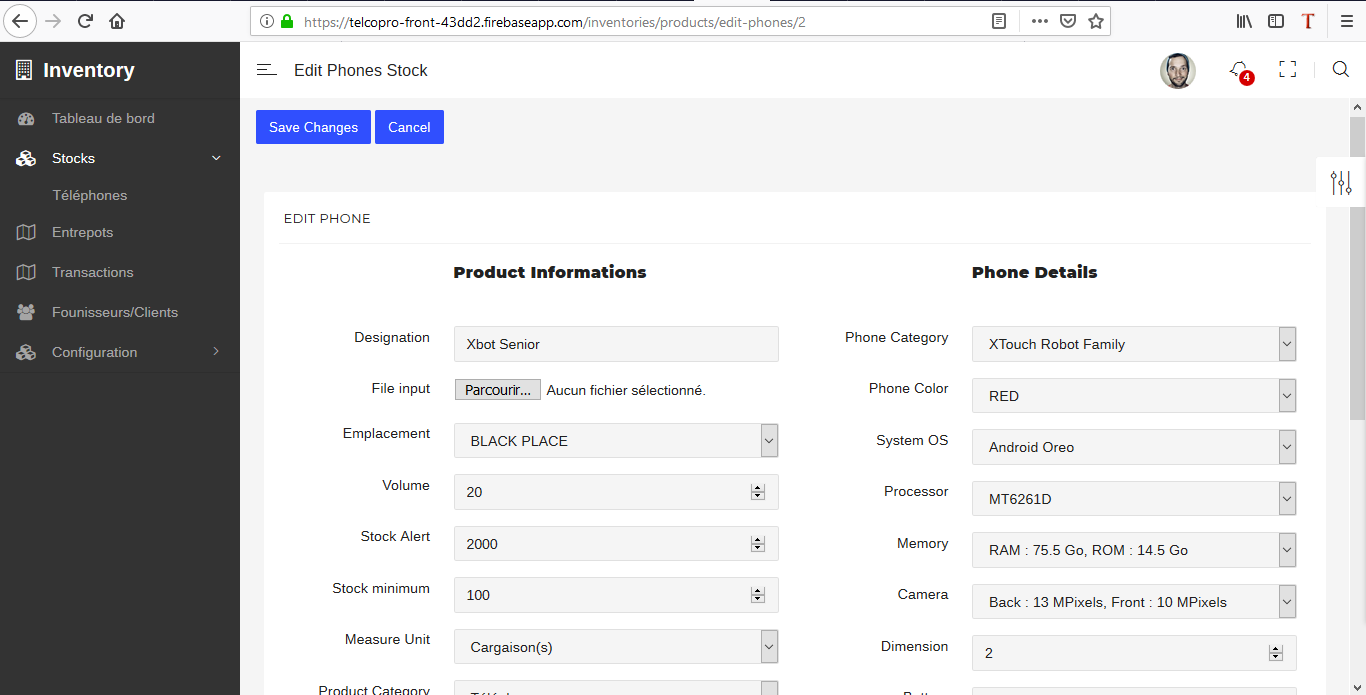 https://telcopro-front-43dd2.firebaseapp.com/inventories/products/edit-phones/2
T
Inventory
Edit Phones Stock
4
Tableau de bord
Stocks
Téléphones
Entrepots
Transactions
Founisseurs/Clients
Configuration
Save Changes
Cancel
EDIT PHONE
Product Informations
Designation
Xbot Senior
File input
Parcourir...
Aucun fichier sélectionné.
Emplacement
BLACK PLACE
Volume
20
Stock Alert
2000
Stock minimum
100
Measure Unit
Cargaison(s)
Product Category
Phone Details
Phone Category
XTouch Robot Family
Phone Color
RED
System OS
Android Oreo
Processor
MT6261D
Memory
RAM : 75.5 Go, ROM : 14.5 Go
Camera
Back : 13 MPixels, Front : 10 MPixels
Dimension
2